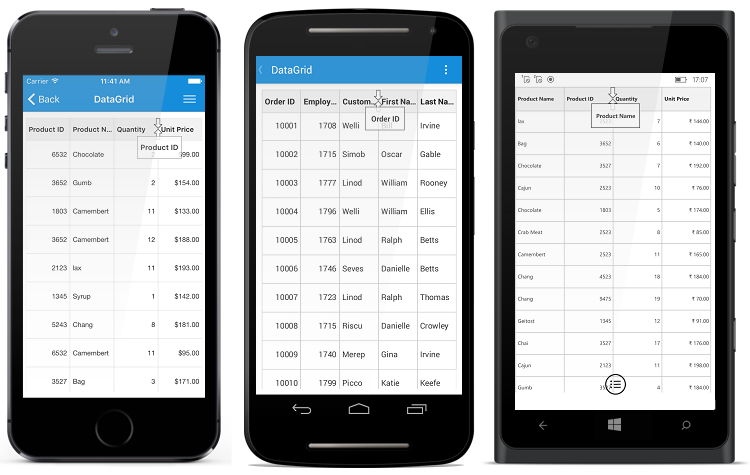 Carrier 11:41 AM
Back DataGrid
Product ID Product N... Quantity Unit Price
Product ID
6532 Chocolate $99.00
3652 Gumb 2 $154.00
1803 Camembert 11 $133.00
3652 Camembert 12 $188.00
2123 lax 11 $193.00
1345 Syrup 1 $142.00
5243 Chang 8 $181.00
6532 Camembert 11 $95.00
3527 Bag 3 $171.00
DataGrid
Order ID Employ... Custom... First Na... Last Na...
Order ID
10001 1708 Welli Bill Irvine
10002 1715 Simob Oscar Gable
10003 1777 Linod William Rooney
10004 1796 Welli William Ellis
10005 1763 Linod Ralph Betts
10006 1746 Seves Danielle Betts
10007 1723 Linod Ralph Thomas
10008 1715 Riscu Danielle Crowley
10009 1740 Merep Gina Irvine
10010 1799 Picco Katie Keefe
17:07
Product Name Product ID Quantity Unit Price
Product Name
lax 7 ₹ 144.00
Bag 3652 6 ₹ 140.00
Chocolate 3527 7 ₹ 192.00
Cajun 2523 10 ₹ 76.00
Chocolate 1803 5 ₹ 174.00
Crab Meat 2523 8 ₹ 85.00
Camembert 2523 11 ₹ 165.00
Chang 4523 18 ₹ 184.00
Chang 5475 19 ₹ 70.00
Geitost 1345 12 ₹ 91.00
Chai 3527 17 ₹ 176.00
Cajun 2123 11 ₹ 198.00
Gumb 4 ₹ 184.00